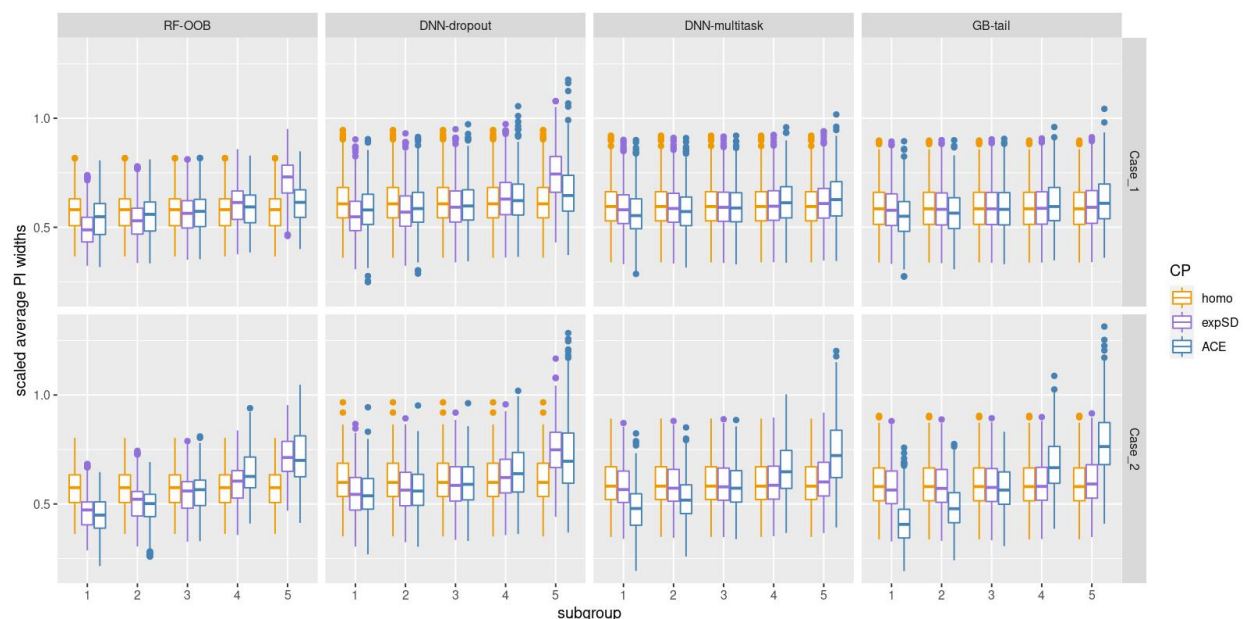 RF-OOB DNN-dropout DNN-multitask GB-tail
1.0
0.5
Case_1
1.0
0.5
Case_2
scaled average PI widths
1 2 3 4 5 1 2 3 4 5 1 2 3 4 5 1 2 3 4 5
subgroup
CP
homo
expSD
ACE